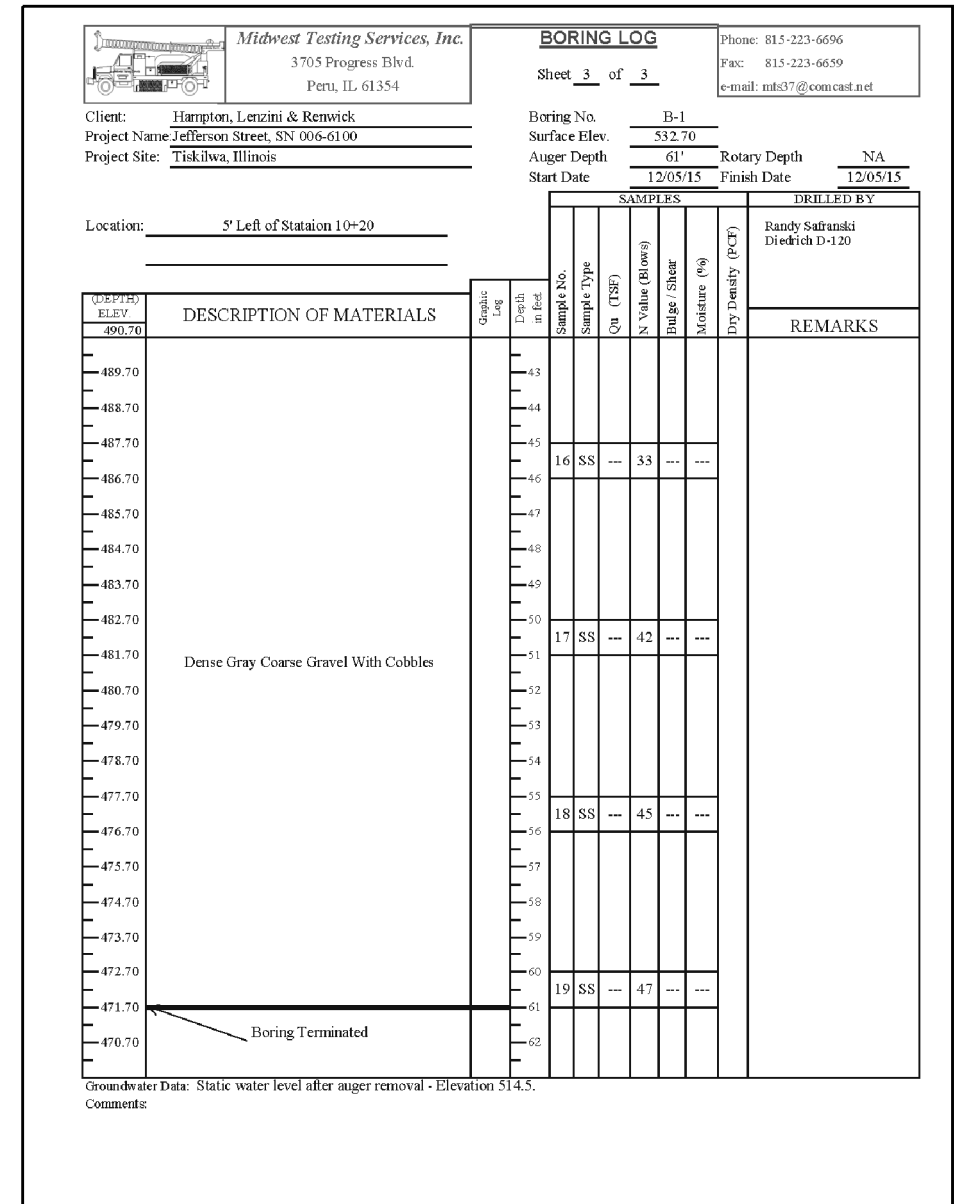 Midwest Testing Services, Inc.
3705 Progress Blvd.
Peru, IL 61354
BORING LOG
Sheet 3 of 3
Phone: 815-223-6696
Fax: 815-223-6659
e-mail: mts37@comcast.net
Client: Hampton, Lenzini & Renwick
Project Name: Jefferson Street, SN 006-6100
Project Site: Tiskilwa, Illinois
Boring No. B-1
Surface Elev. 532.70
Auger Depth 61' Rotary Depth NA
Start Date 12/05/15 Finish Date 12/05/15
Location: 5' Left of Stataion 10+20
SAMPLES
DRILLED BY
Randy Safranski
Diedrich D-120
(DEPTH)
ELEV.
490.70
DESCRIPTION OF MATERIALS
Graphic
Log
Depth
in feet
Sample No.
Sample Type
Qu (TSF)
N Value (Blows)
Bulge / Shear
Moisture (%)
Dry Density (PCF)
REMARKS
489.70 43
488.70 44
487.70 45
16 SS --- 33 --- ---
486.70 46
485.70 47
484.70 48
483.70 49
482.70 50
17 SS --- 42 --- ---
481.70 51
Dense Gray Coarse Gravel With Cobbles
480.70 52
479.70 53
478.70 54
477.70 55
18 SS --- 45 --- ---
476.70 56
475.70 57
474.70 58
473.70 59
472.70 60
19 SS --- 47 --- ---
471.70 61
Boring Terminated
470.70 62
Groundwater Data: Static water level after auger removal - Elevation 514.5.
Comments: